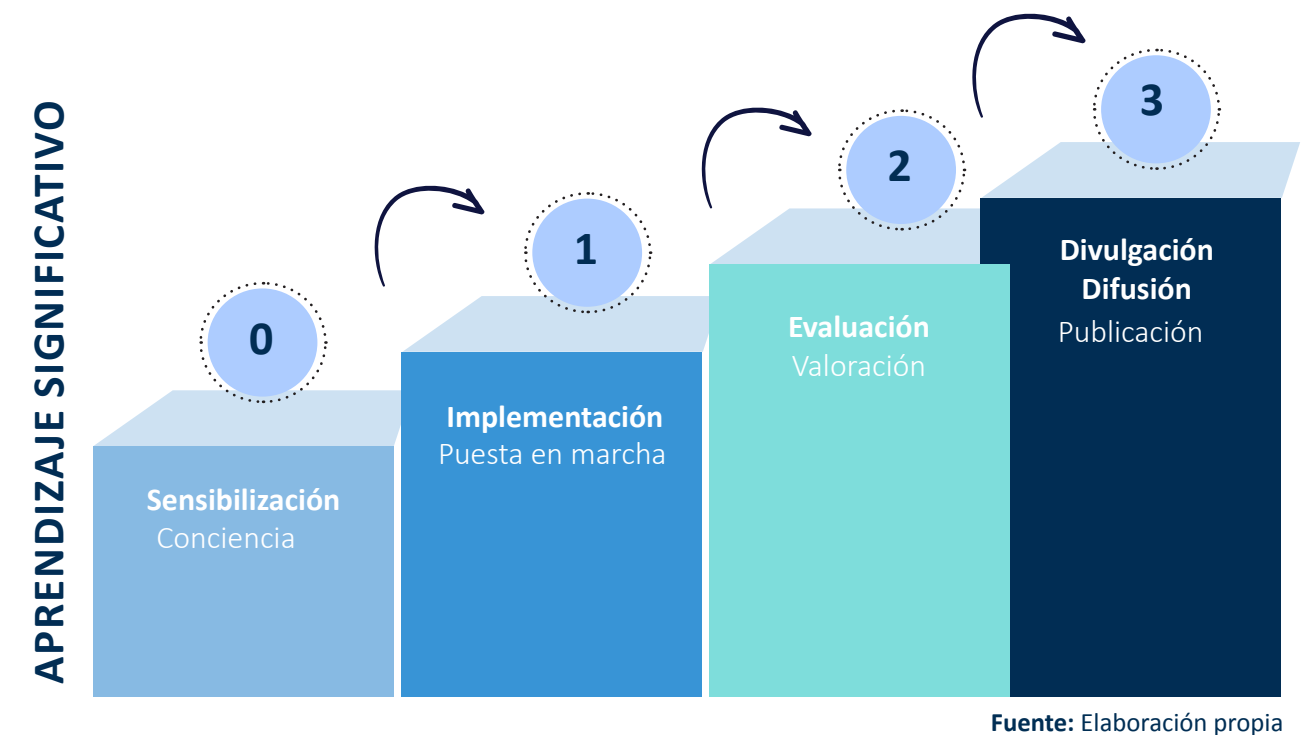 APRENDIZAJE SIGNIFICATIVO
0
Sensibilización
Conciencia
1
Implementación
Puesta en marcha
2
Evaluación
Valoración
3
Divulgación
Difusión
Publicación
Fuente: Elaboración propia